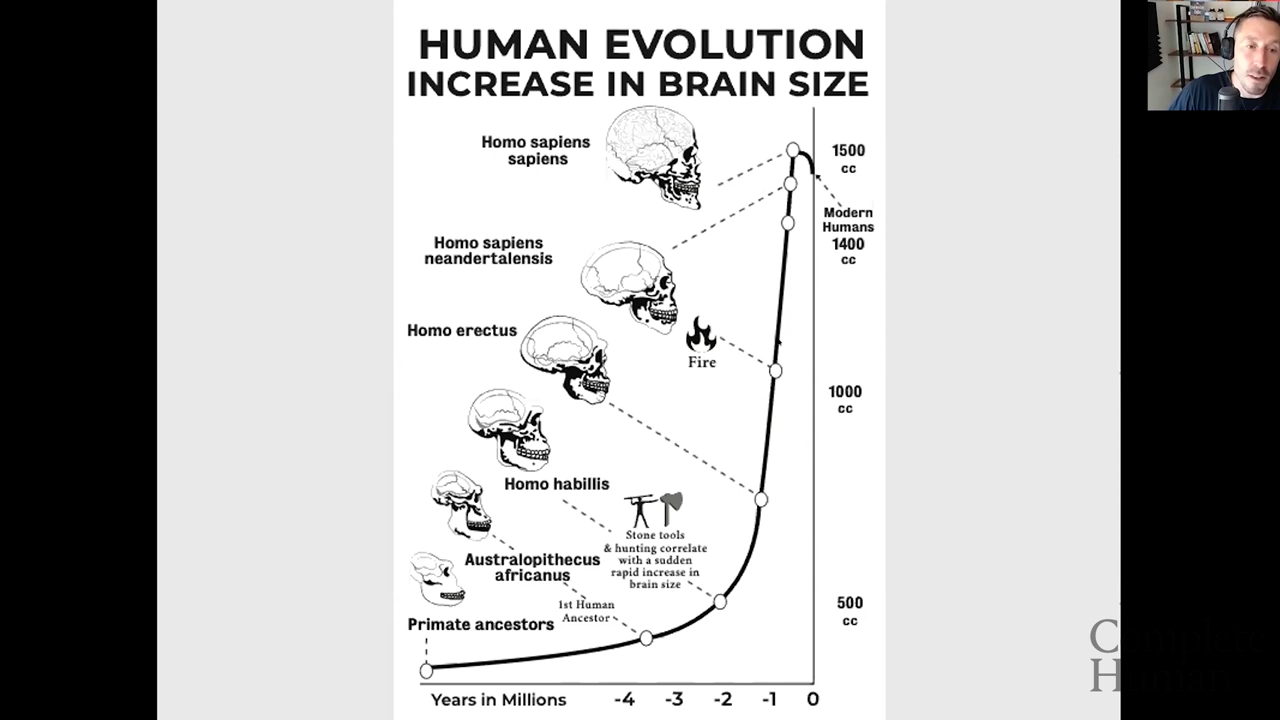 HUMAN EVOLUTION
INCREASE IN BRAIN SIZE
Homo sapiens
sapiens
1500
cc
Modern
Humans
1400
cc
Homo sapiens
neandertalensis
Homo erectus
Fire
1000
cc
Homo habillis
Stone tools
& hunting correlate
with a sudden
rapid increase in
brain size
Australopithecus
africanus
1st Human
Ancestor
500
cc
Primate ancestors
Years in Millions
-4 -3 -2 -1 0
Complete
Human